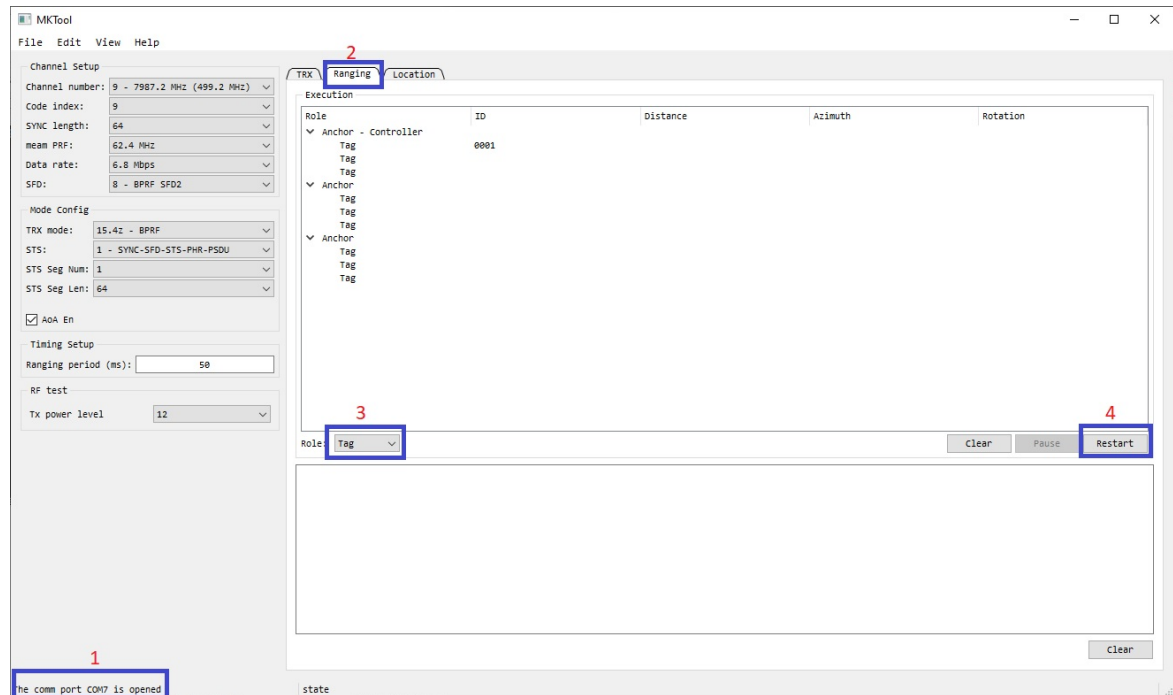 MKTool
File Edit View Help
2
Channel Setup
Channel number: 9 - 7987.2 MHz (499.2 MHz)
Code index: 9
SYNC length: 64
meam PRF: 62.4 MHz
Data rate: 6.8 Mbps
SFD: 8 - BPRF SFD2
Mode Config
TRX mode: 15.4z - BPRF
STS: 1 - SYNC-SFD-STS-PHR-PSDU
STS Seg Num: 1
STS Seg Len: 64
AoA En
Timing Setup
Ranging period (ms): 50
RF test
Tx power level 12
TRX Ranging Location
Execution
Role ID Distance Azimuth Rotation
Anchor - Controller
Tag 0001
Tag
Tag
Anchor
Tag
Tag
Tag
Anchor
Tag
Tag
Tag
3
4
Role: Tag Clear Pause Restart
Clear
1
The comm port COM7 is opened
state